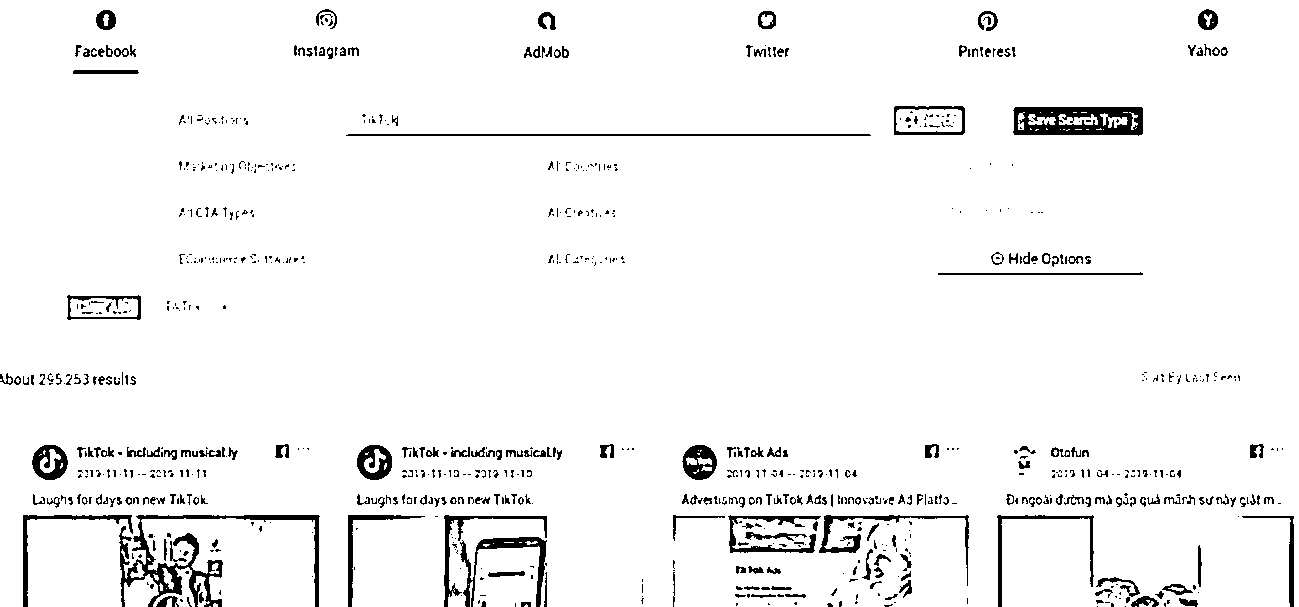 Facebook Instagram AdMob Twitter Pinterest Yahoo
All Positions TikTok Save Search Type
Marketing Objectives All Countries
All CTA Types All Creatives
ECommerce Softwares All Categories Hide Options
TikTok
About 295.253 results Sort By Last Seen
TikTok - including musical.ly TikTok - including musical.ly TikTok Ads Otofun
2019-11-11 -- 2019-11-11 2019-11-10 -- 2019-11-10 2019-11-04 -- 2019-11-04 2019-11-04 -- 2019-11-04
Laughs for days on new TikTok. Laughs for days on new TikTok. Advertising on TikTok Ads | Innovative Ad Platfo... Đi ngoài đường mà gặp quả mãnh sư này giật m...
TikTok Ads